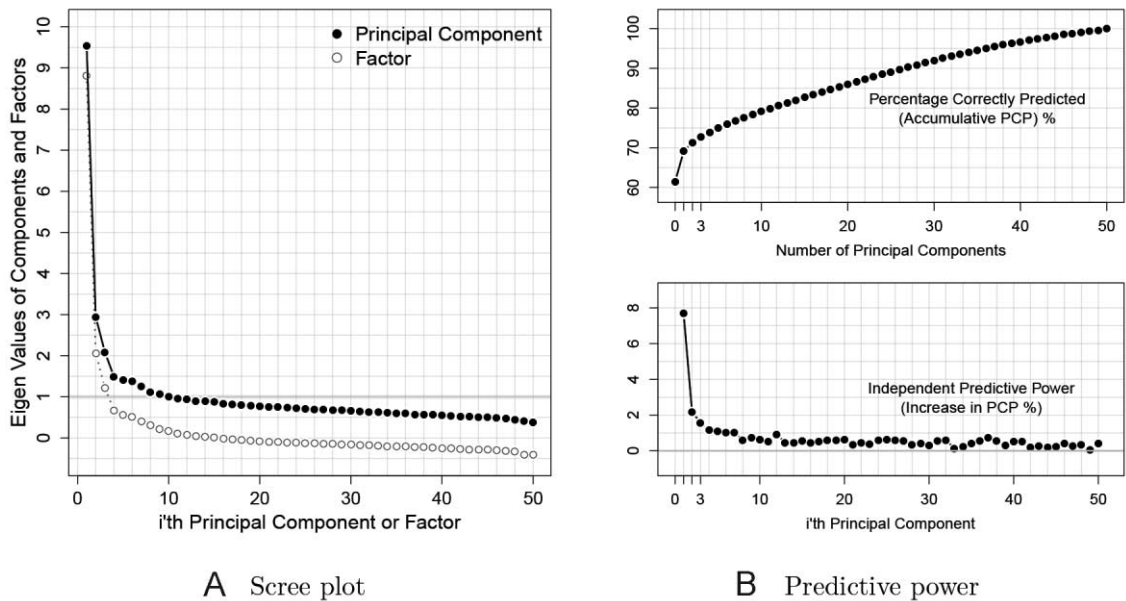 Eigen Values of Components and Factors
10
9
8
7
6
5
4
3
2
1
0
Principal Component
Factor
0 10 20 30 40 50
i'th Principal Component or Factor
A Scree plot
100
90
80
70
60
Percentage Correctly Predicted
(Accumulative PCP) %
0 3 10 20 30 40 50
Number of Principal Components
8
6
4
2
0
Independent Predictive Power
(Increase in PCP %)
0 3 10 20 30 40 50
i'th Principal Component
B Predictive power